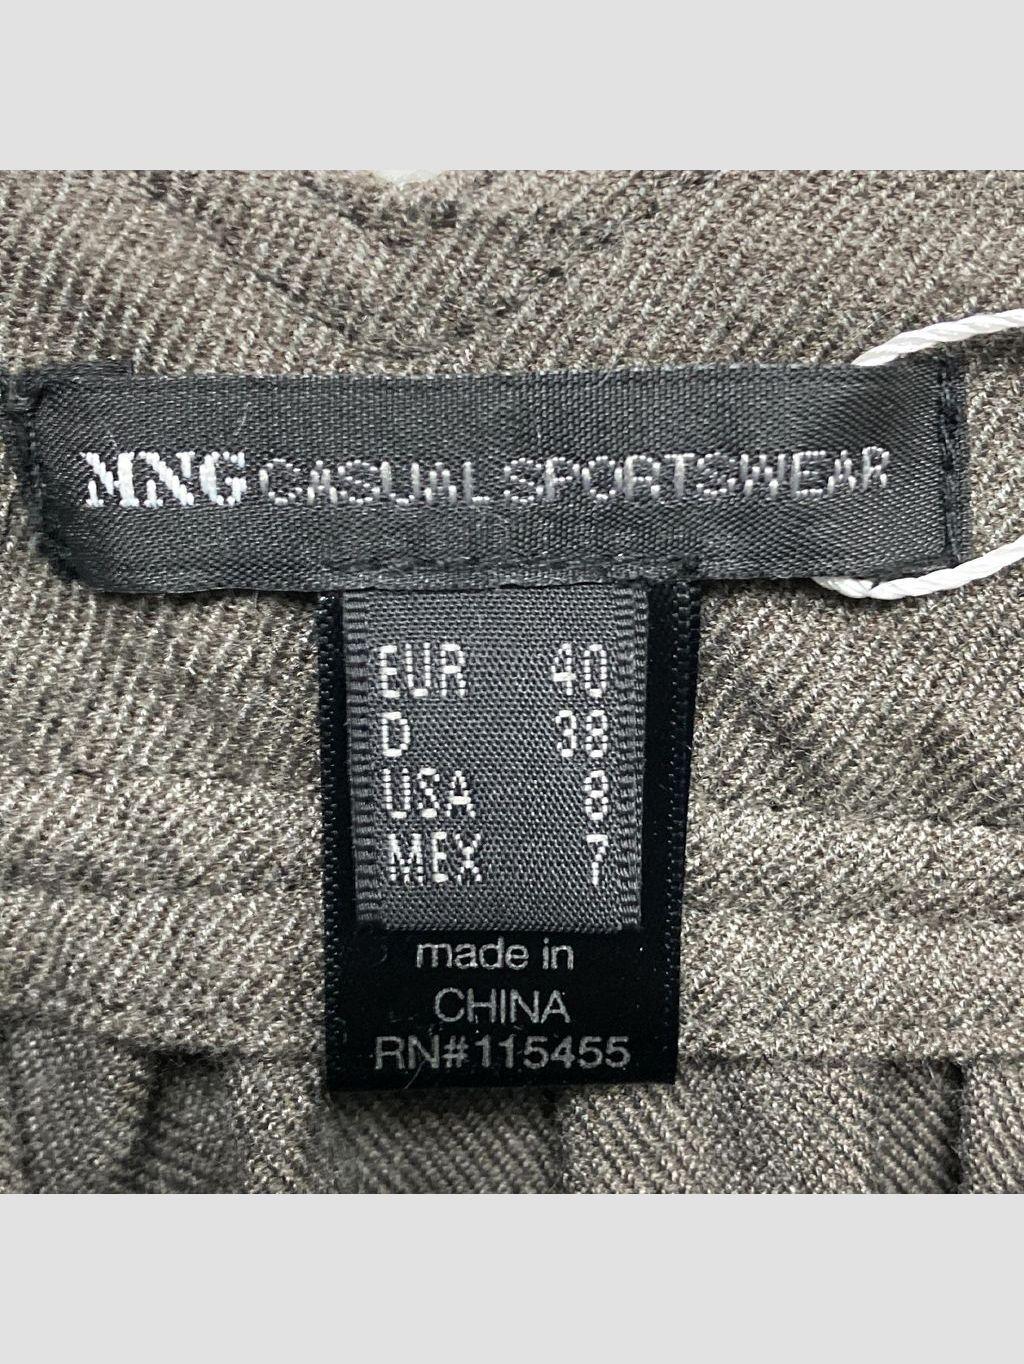 MNG CASUAL SPORTSWEAR
EUR 40
D 38
USA 8
MEX 7
made in
CHINA
RN#115455